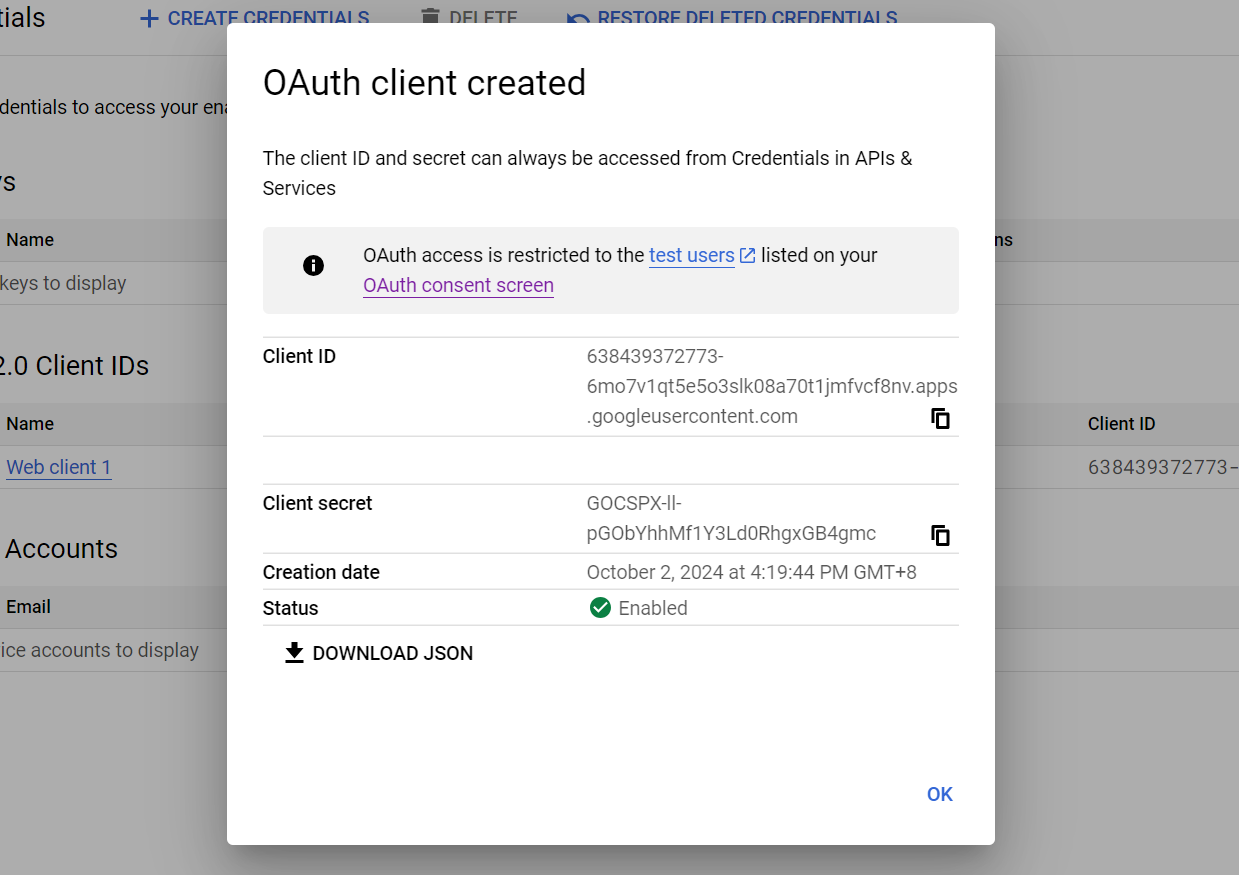 tials
CREATE CREDENTIALS
DELETE
RESTORE DELETED CREDENTIALS
OAuth client created
dentials to access your ena
The client ID and secret can always be accessed from Credentials in APIs &
Services
ys
Name
ns
OAuth access is restricted to the test users listed on your
OAuth consent screen
keys to display
Client ID
638439372773-
6mo7v1qt5e5o3slk08a70t1jmfvcf8nv.apps
.googleusercontent.com
2.0 Client IDs
Name
Client ID
Web client 1
638439372773-
Client secret
GOCSPX-ll-
pGObYhhMf1Y3Ld0RhgxGB4gmc
Accounts
Creation date
October 2, 2024 at 4:19:44 PM GMT+8
Email
Status
Enabled
ice accounts to display
DOWNLOAD JSON
OK